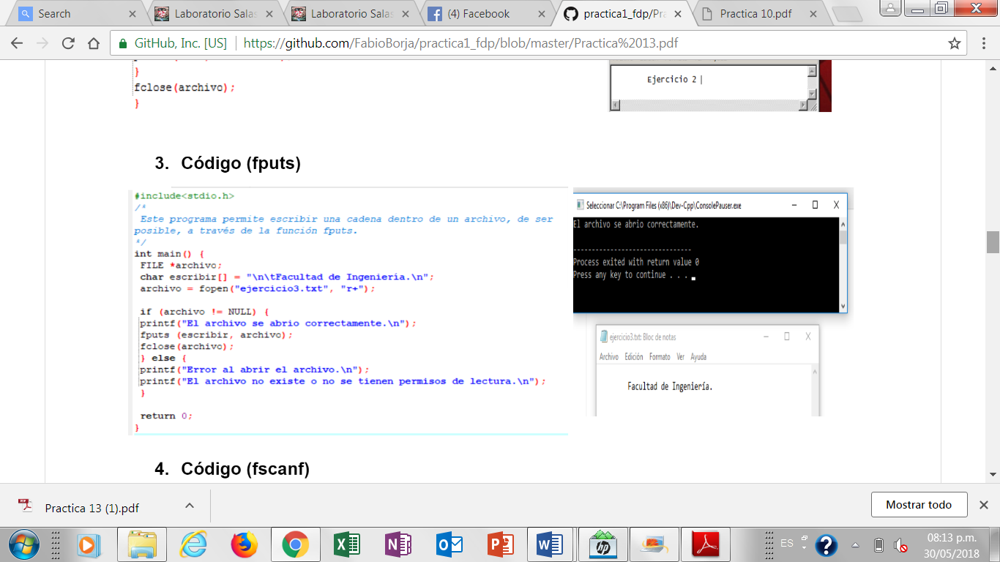 Search
Laboratorio Salas
Laboratorio Salas
(4) Facebook
practica1_fdp/Pra
Practica 10.pdf
GitHub, Inc. [US]
https://github.com/FabioBorja/practica1_fdp/blob/master/Practica%2013.pdf
}
fclose(archivo);
}
Ejercicio 2
3. Código (fputs)
#include<stdio.h>
/*
Este programa permite escribir una cadena dentro de un archivo, de ser
posible, a través de la función fputs.
*/
int main() {
FILE *archivo;
char escribir[] = "\n\tFacultad de Ingeniería.\n";
archivo = fopen("ejercicio3.txt", "r+");
if (archivo != NULL) {
printf("El archivo se abrio correctamente.\n");
fputs (escribir, archivo);
fclose(archivo);
} else {
printf("Error al abrir el archivo.\n");
printf("El archivo no existe o no se tienen permisos de lectura.\n");
}
return 0;
}
Seleccionar C:\Program Files (x86)\Dev-Cpp\ConsolePauser.exe
El archivo se abrio correctamente.
--------------------------------
Process exited with return value 0
Press any key to continue . . .
ejercicio3.txt: Bloc de notas
Archivo Edición Formato Ver Ayuda
Facultad de Ingeniería.
4. Código (fscanf)
Practica 13 (1).pdf
Mostrar todo
ES
08:13 p.m.
30/05/2018